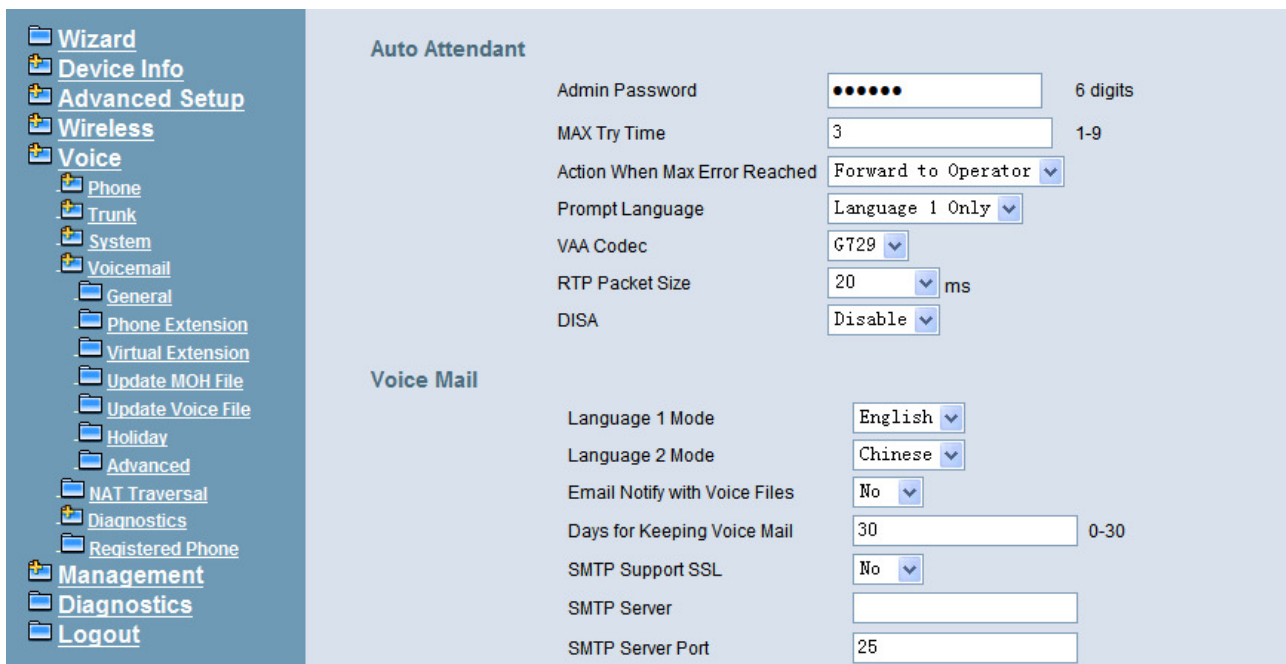 Wizard
Device Info
Advanced Setup
Wireless
Voice
Phone
Trunk
System
Voicemail
General
Phone Extension
Virtual Extension
Update MOH File
Update Voice File
Holiday
Advanced
NAT Traversal
Diagnostics
Registered Phone
Management
Diagnostics
Logout
Auto Attendant
Admin Password ●●●●●● 6 digits
MAX Try Time 3 1-9
Action When Max Error Reached Forward to Operator
Prompt Language Language 1 Only
VAA Codec G729
RTP Packet Size 20 ms
DISA Disable
Voice Mail
Language 1 Mode English
Language 2 Mode Chinese
Email Notify with Voice Files No
Days for Keeping Voice Mail 30 0-30
SMTP Support SSL No
SMTP Server
SMTP Server Port 25